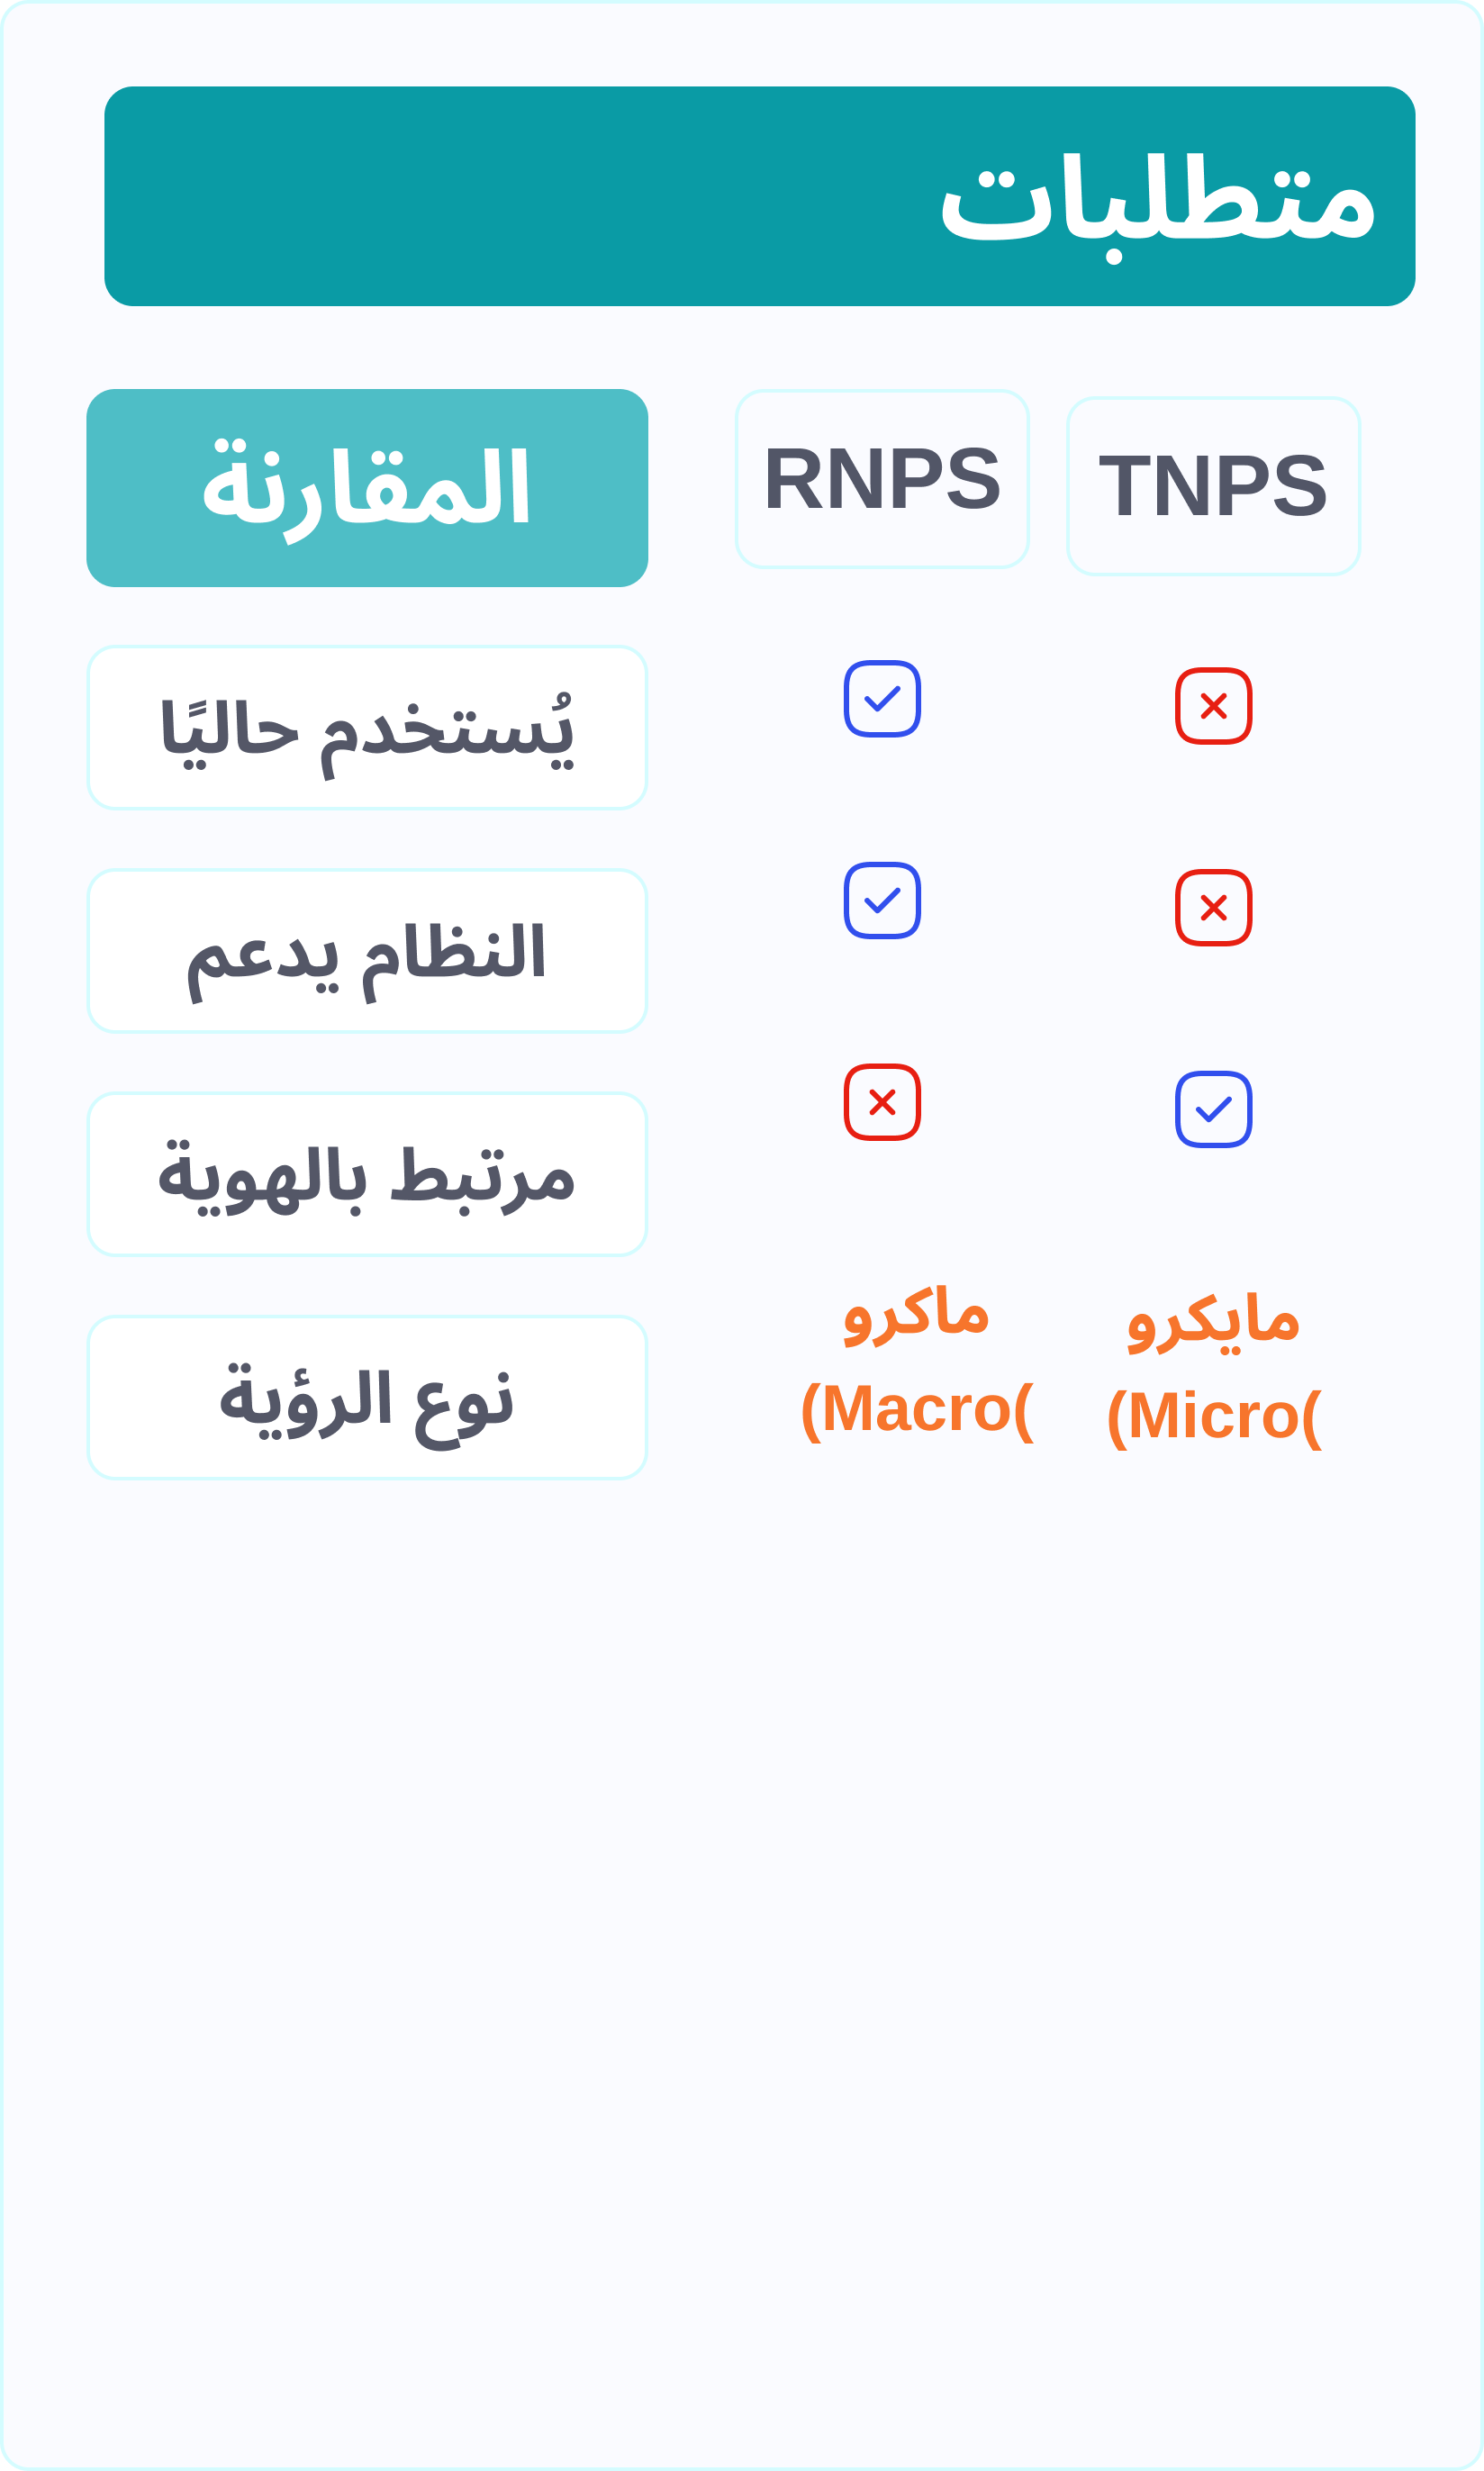 متطلبات
المقارنة
RNPS
TNPS
يُستخدم حاليًا
النظام يدعم
مرتبط بالهوية
نوع الرؤية
ماكرو
(Macro(
مايكرو
(Micro(